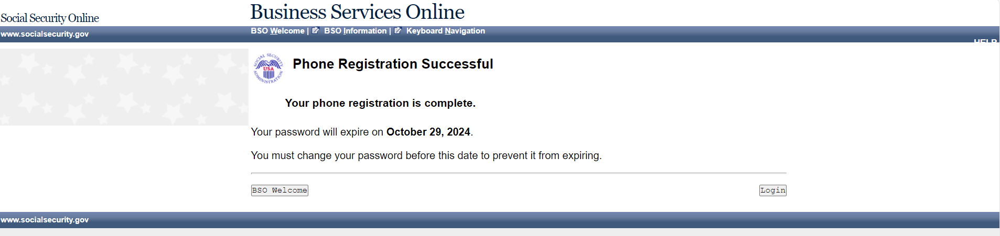 Social Security Online
Business Services Online
www.socialsecurity.gov
BSO Welcome | BSO Information | Keyboard Navigation
HELP
SOCIAL SECURITY ADMINISTRATION
USA
Phone Registration Successful
Your phone registration is complete.
Your password will expire on October 29, 2024.
You must change your password before this date to prevent it from expiring.
BSO Welcome
Login
www.socialsecurity.gov